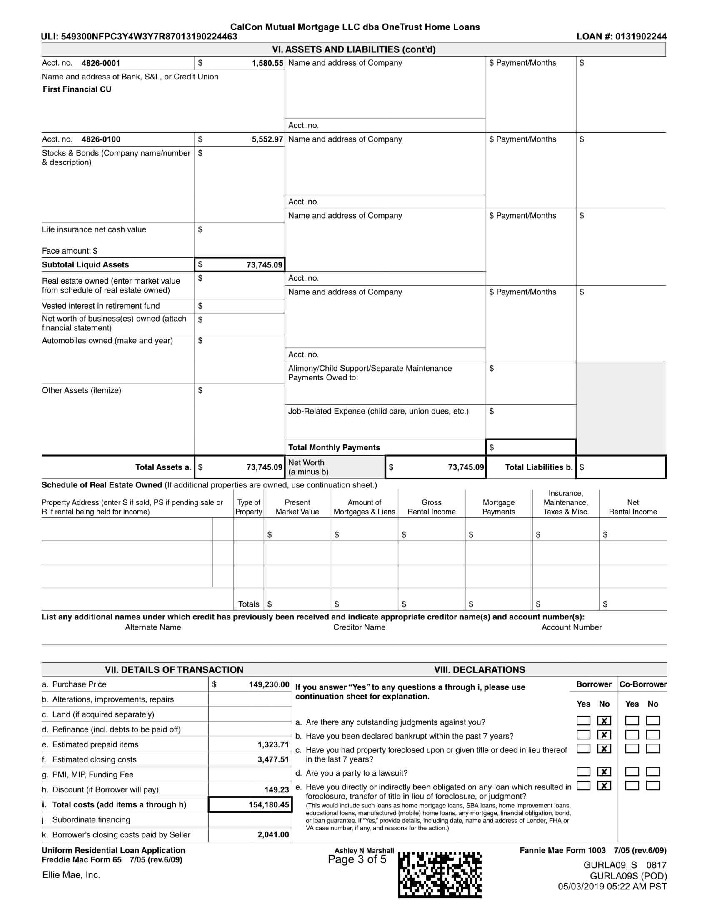 CalCon Mutual Mortgage LLC dba OneTrust Home Loans
ULI: 549300NFPC3Y4W3Y7R87013190224463 LOAN #: 0131902244
VI. ASSETS AND LIABILITIES (cont'd)
Acct. no. 4826-0001 $ 1,580.55 Name and address of Company $ Payment/Months $
Name and address of Bank, S&L, or Credit Union
First Financial CU
Acct. no.
Acct. no. 4826-0100 $ 5,552.97 Name and address of Company $ Payment/Months $
Stocks & Bonds (Company name/number $
& description)
Acct. no.
Name and address of Company $ Payment/Months $
Life insurance net cash value $
Face amount: $
Subtotal Liquid Assets $ 73,745.09
Real estate owned (enter market value $ Acct. no.
from schedule of real estate owned) Name and address of Company $ Payment/Months $
Vested interest in retirement fund $
Net worth of business(es) owned (attach $
financial statement)
Automobiles owned (make and year) $
Acct. no.
Alimony/Child Support/Separate Maintenance $
Payments Owed to:
Other Assets (itemize) $
Job-Related Expense (child care, union dues, etc.) $
Total Monthly Payments $
Total Assets a. $ 73,745.09 Net Worth $ 73,745.09 Total Liabilities b. $
(a minus b)
Schedule of Real Estate Owned (If additional properties are owned, use continuation sheet.)
Property Address (enter S if sold, PS if pending sale or R if rental being held for income) Type of Property Present Market Value Amount of Mortgages & Liens Gross Rental Income Mortgage Payments Insurance, Maintenance, Taxes & Misc. Net Rental Income
$ $ $ $ $ $
Totals $ $ $ $ $ $
List any additional names under which credit has previously been received and indicate appropriate creditor name(s) and account number(s):
Alternate Name Creditor Name Account Number
VII. DETAILS OF TRANSACTION VIII. DECLARATIONS
a. Purchase Price $ 149,230.00
b. Alterations, improvements, repairs
c. Land (if acquired separately)
d. Refinance (incl. debts to be paid off)
e. Estimated prepaid items 1,323.71
f. Estimated closing costs 3,477.51
g. PMI, MIP, Funding Fee
h. Discount (if Borrower will pay) 149.23
i. Total costs (add items a through h) 154,180.45
j. Subordinate financing
k. Borrower's closing costs paid by Seller 2,041.00
If you answer "Yes" to any questions a through i, please use Borrower Co-Borrower
continuation sheet for explanation. Yes No Yes No
a. Are there any outstanding judgments against you? X
b. Have you been declared bankrupt within the past 7 years? X
c. Have you had property foreclosed upon or given title or deed in lieu thereof X
in the last 7 years?
d. Are you a party to a lawsuit? X
e. Have you directly or indirectly been obligated on any loan which resulted in X
foreclosure, transfer of title in lieu of foreclosure, or judgment?
(This would include such loans as home mortgage loans, SBA loans, home improvement loans,
educational loans, manufactured (mobile) home loans, any mortgage, financial obligation, bond,
or loan guarantee. If "Yes," provide details, including date, name and address of Lender, FHA or
VA case number, if any, and reasons for the action.)
Uniform Residential Loan Application Ashley N Marshall Fannie Mae Form 1003 7/05 (rev.6/09)
Freddie Mac Form 65 7/05 (rev.6/09) Page 3 of 5
GURLA09_S 0817
Ellie Mae, Inc. GURLA09S (POD)
05/03/2019 05:22 AM PST